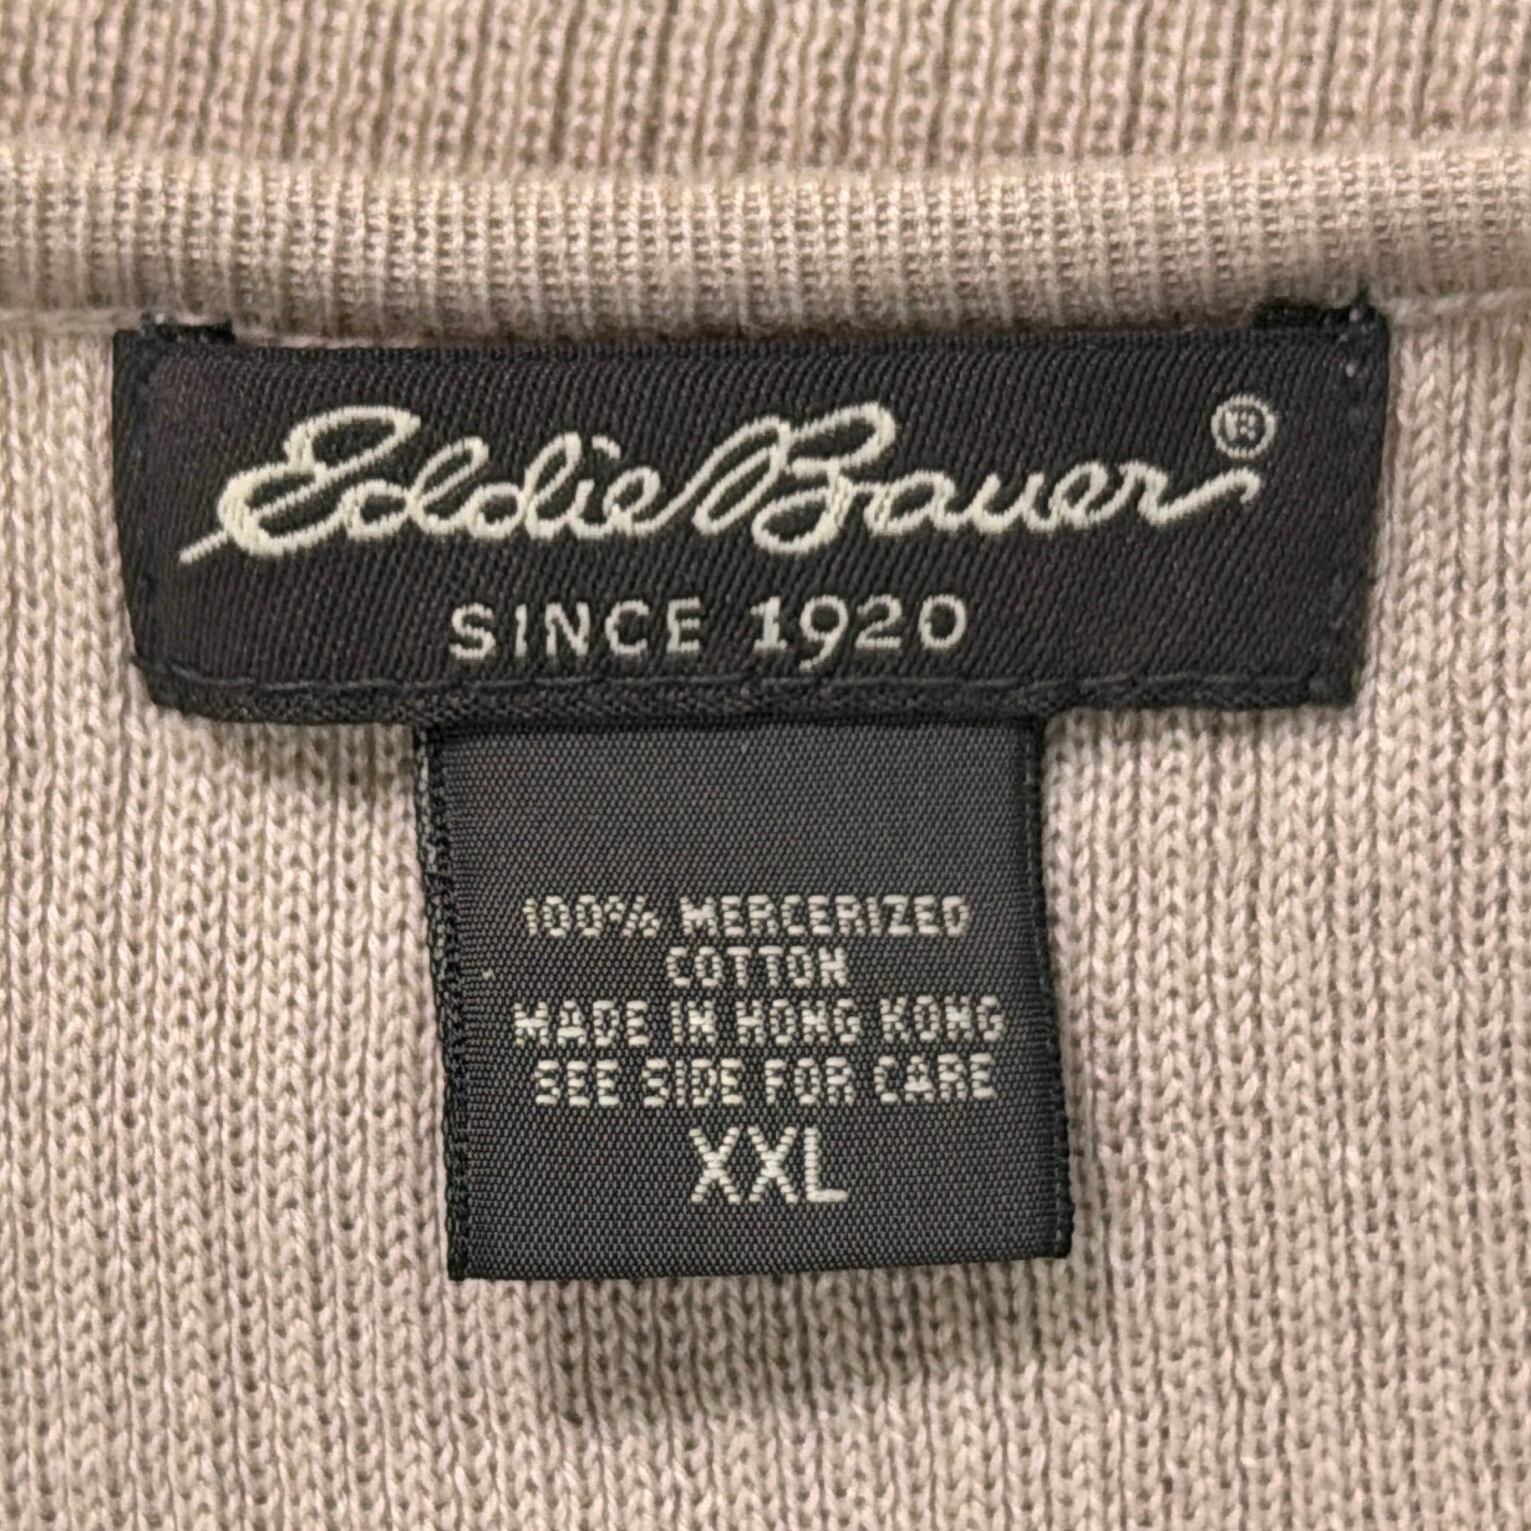 Eddie Bauer®
SINCE 1920
100% MERCERIZED
COTTON
MADE IN HONG KONG
SEE SIDE FOR CARE
XXL